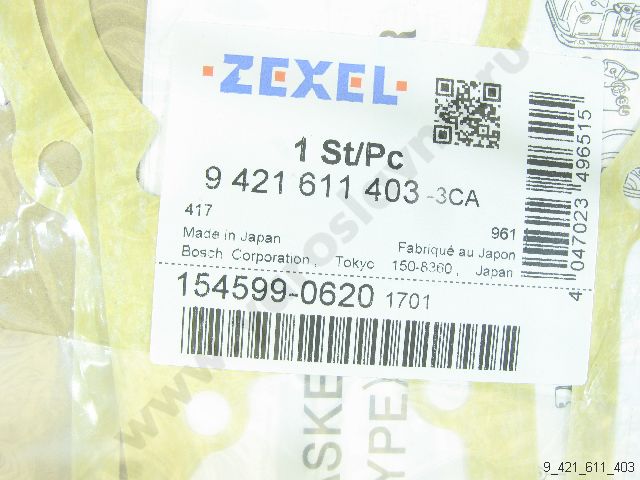 ZEXEL
1 St/Pc
9 421 611 403 -3CA
417
961
Made in Japan
Fabriqué au Japon
Bosch Corporation, Tokyo 150-8360, Japan
154599-0620 1701
4 047023 496515
9_421_611_403